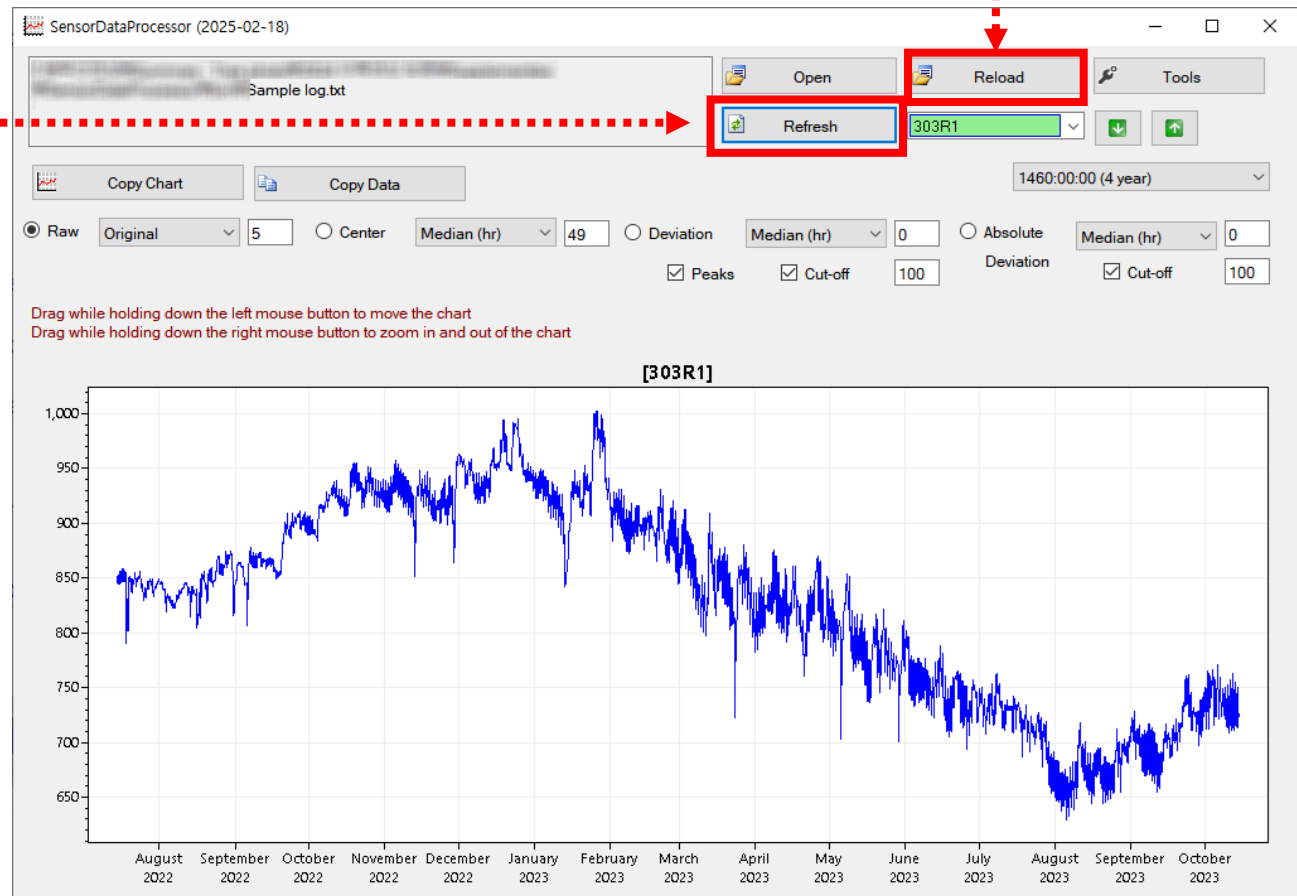 SensorDataProcessor (2025-02-18)
Sample log.txt
Open
Reload
Tools
Refresh
303R1
Copy Chart
Copy Data
1460:00:00 (4 year)
Raw Original 5 Center Median (hr) 49 Deviation Median (hr) 0 Absolute Deviation Median (hr) 0
Peaks Cut-off 100 Cut-off 100
Drag while holding down the left mouse button to move the chart
Drag while holding down the right mouse button to zoom in and out of the chart
[303R1]
1,000
950
900
850
800
750
700
650
August September October November December January February March April May June July August September October
2022 2022 2022 2022 2022 2023 2023 2023 2023 2023 2023 2023 2023 2023 2023